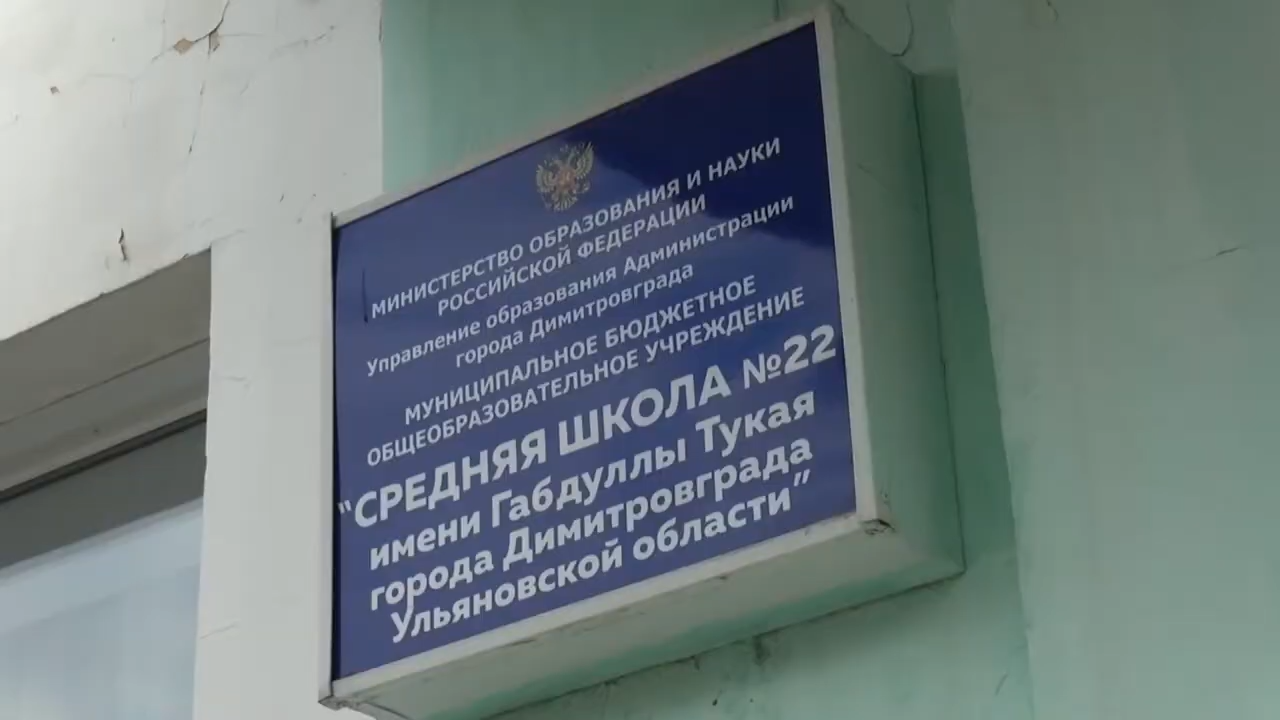 МИНИСТЕРСТВО ОБРАЗОВАНИЯ И НАУКИ
РОССИЙСКОЙ ФЕДЕРАЦИИ
Управление образования Администрации
города Димитровграда
МУНИЦИПАЛЬНОЕ БЮДЖЕТНОЕ
ОБЩЕОБРАЗОВАТЕЛЬНОЕ УЧРЕЖДЕНИЕ
“СРЕДНЯЯ ШКОЛА №22
имени Габдуллы Тукая
города Димитровграда
Ульяновской области”